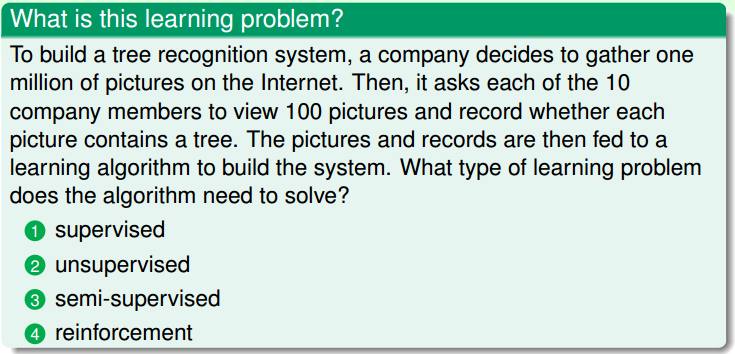 What is this learning problem?
To build a tree recognition system, a company decides to gather one
million of pictures on the Internet. Then, it asks each of the 10
company members to view 100 pictures and record whether each
picture contains a tree. The pictures and records are then fed to a
learning algorithm to build the system. What type of learning problem
does the algorithm need to solve?
1 supervised
2 unsupervised
3 semi-supervised
4 reinforcement